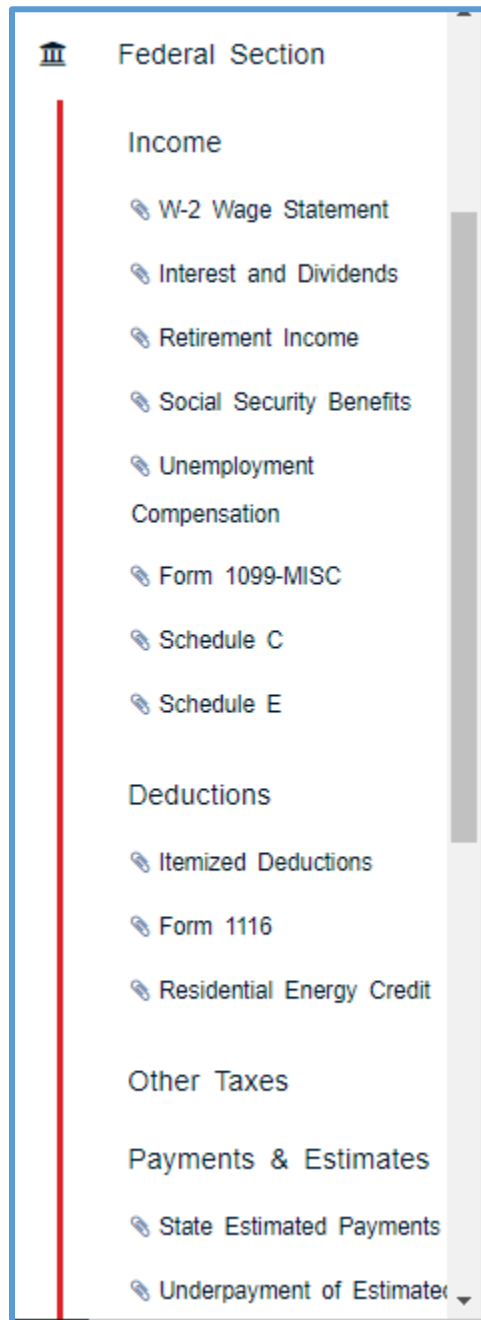 Federal Section
Income
W-2 Wage Statement
Interest and Dividends
Retirement Income
Social Security Benefits
Unemployment
Compensation
Form 1099-MISC
Schedule C
Schedule E
Deductions
Itemized Deductions
Form 1116
Residential Energy Credit
Other Taxes
Payments & Estimates
State Estimated Payments
Underpayment of Estimated